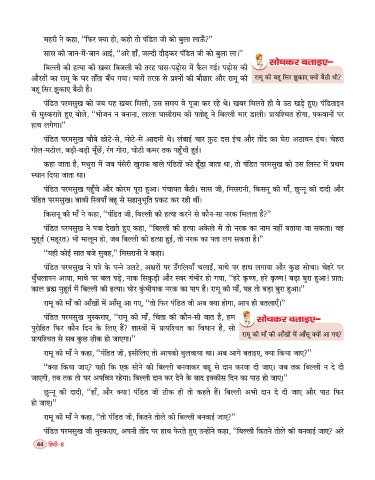 महरी ने कहा, “फिर क्या हो, कहो तो पंडित जी को बुला लाऊँ?”
सास की जान-में-जान आई, “अरे हाँ, जल्दी दौड़कर पंडित जी को बुला ला।”
बिल्ली की हत्या की खबर बिजली की तरह पास-पड़ोस में फैल गई। पड़ोस की
औरतों का रामू के घर ताँता बँध गया। चारों तरफ से प्रश्नों की बौछार और रामू की
बहू सिर झुकाए बैठी है।
सोचकर बताइए–
रामू की बहू सिर झुकाए क्यों बैठी थी?
पंडित परमसुख को जब यह खबर मिली, उस समय वे पूजा कर रहे थे। खबर मिलते ही वे उठ खड़े हुए। पंडिताइन
से मुस्कराते हुए बोले, “भोजन न बनाना, लाला घासीराम की पतोहू ने बिल्ली मार डाली। प्रायश्चित होगा, पकवानों पर
हाथ लगेगा।”
पंडित परमसुख चौबे छोटे-से, मोटे-से आदमी थे। लंबाई चार फुट दस इंच और तोंद का घेरा अठावन इंच। चेहरा
गोल-मटोल, बड़ी-बड़ी मूँछें, रंग गोरा, चोटी कमर तक पहुँची हुई।
कहा जाता है, मथुरा में जब पंसेरी खुराक वाले पंडितों को ढूँढ़ा जाता था, तो पंडित परमसुख को उस लिस्ट में प्रथम
स्थान दिया जाता था।
पंडित परमसुख पहुँचे और कोरम पूरा हुआ। पंचायत बैठी। सास जी, मिसरानी, किसनू की माँ, छुन्नू की दादी और
पंडित परमसुख। बाकी स्त्रियाँ बहू से सहानुभूति प्रकट कर रही थीं।
किसनू की माँ ने कहा, “पंडित जी, बिल्ली की हत्या करने से कौन-सा नरक मिलता है?”
पंडित परमसुख ने पत्रा देखते हुए कहा, “बिल्ली की हत्या अकेले से तो नरक का नाम नहीं बताया जा सकता। वह
मुहूर्त (महूरत) भी मालूम हो, जब बिल्ली की हत्या हुई, तो नरक का पता लग सकता है।”
“यही कोई सात बजे सुबह,” मिसरानी ने कहा।
पंडित परमसुख ने पत्रे के पन्ने उलटे, अक्षरों पर उँगलियाँ चलाईं, माथे पर हाथ लगाया और कुछ सोचा। चेहरे पर
धुँधलापन आया, माथे पर बल पड़े, नाक सिकुड़ी और स्वर गंभीर हो गया, “हरे कृष्ण, हरे कृष्ण! बड़ा बुरा हुआ! प्रातः
काल ब्रह्म मुहूर्त में बिल्ली की हत्या। घोर कुंभीपाक नरक का पाप है। रामू की माँ, यह तो बड़ा बुरा हुआ।”
रामू की माँ की आँखों में आँसू आ गए, “तो फिर पंडित जी अब क्या होगा, आप ही बतलाएँ।”
पंडित परमसुख मुस्कराए, “रामू की माँ, चिंता की कौन-सी बात है, हम
पुरोहित फिर कौन दिन के लिए हैं? शास्त्रों में प्रायश्चित का विधान है, सो
प्रायश्चित से सब कुछ ठीक हो जाएगा।”
सोचकर बताइए–
रामू की माँ की आँखों में आँसू क्यों आ गए?
रामू की माँ ने कहा, “पंडित जी, इसीलिए तो आपको बुलवाया था। अब आगे बताइए, क्या किया जाए?”
“क्या किया जाए? यही कि एक सोने की बिल्ली बनवाकर बहू से दान करवा दी जाए। जब तक बिल्ली न दे दी
जाएगी, तब तक तो घर अपवित्र रहेगा। बिल्ली दान कर देने के बाद इक्कीस दिन का पाठ हो जाए।”
छुन्नू की दादी, “हाँ, और क्या! पंडित जी ठीक ही तो कहते हैं। बिल्ली अभी दान दे दी जाए और पाठ फिर
हो जाए।”
रामू की माँ ने कहा, “तो पंडित जी, कितने तोले की बिल्ली बनवाई जाए?”
पंडित परमसुख जी मुस्कराए, अपनी तोंद पर हाथ फेरते हुए उन्होंने कहा, “बिल्ली कितने तोले की बनवाई जाए? अरे
44 हिन्दी-8